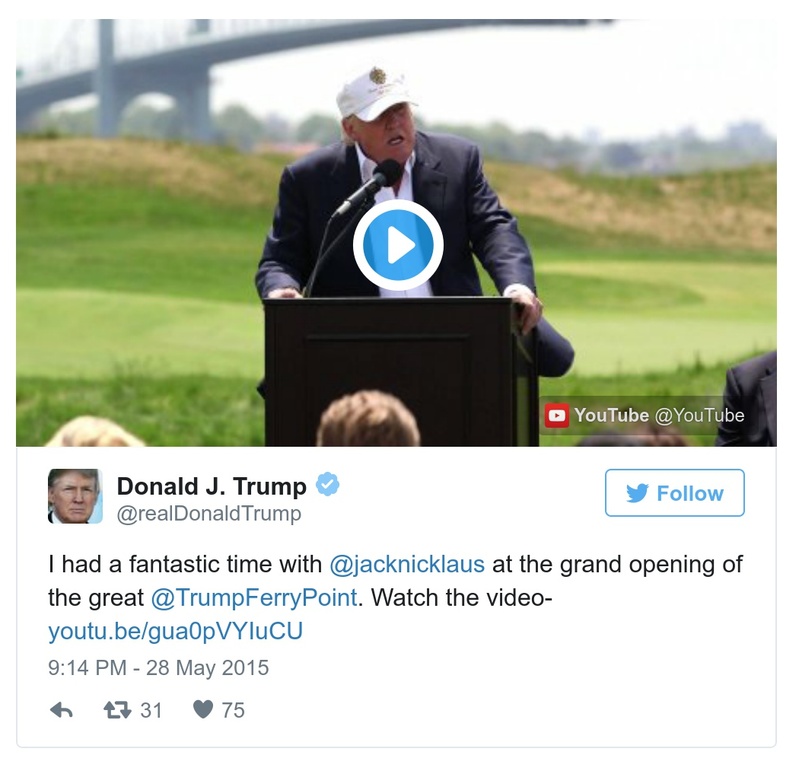 YouTube @YouTube
Donald J. Trump
@realDonaldTrump
Follow
I had a fantastic time with @jacknicklaus at the grand opening of
the great @TrumpFerryPoint. Watch the video-
youtu.be/gua0pVYIuCU
9:14 PM - 28 May 2015
31
75